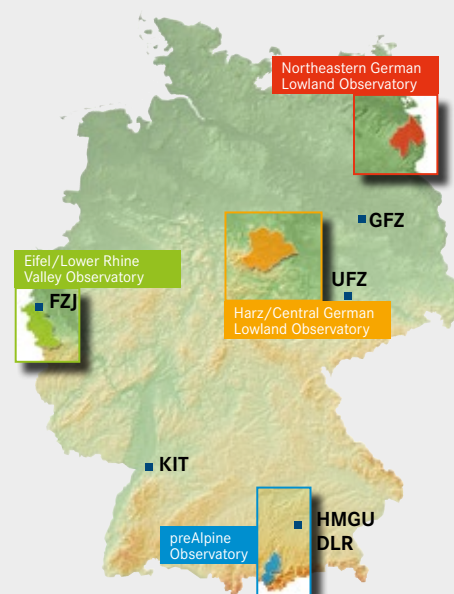 Northeastern German
Lowland Observatory
GFZ
Eifel/Lower Rhine
Valley Observatory
UFZ
FZJ
Harz/Central German
Lowland Observatory
KIT
HMGU
DLR
preAlpine
Observatory